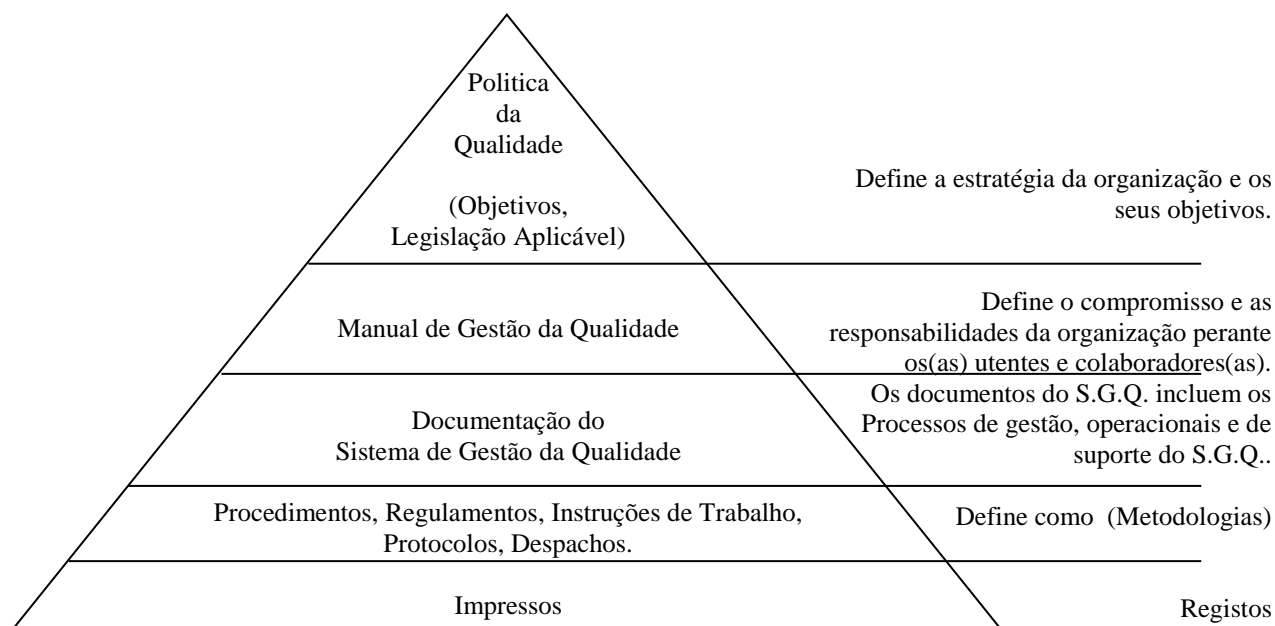 Politica
da
Qualidade
(Objetivos,
Legislação Aplicável)
Define a estratégia da organização e os
seus objetivos.
Manual de Gestão da Qualidade
Define o compromisso e as
responsabilidades da organização perante
os(as) utentes e colaboradores(as).
Documentação do
Sistema de Gestão da Qualidade
Os documentos do S.G.Q. incluem os
Processos de gestão, operacionais e de
suporte do S.G.Q..
Procedimentos, Regulamentos, Instruções de Trabalho,
Protocolos, Despachos.
Define como (Metodologias)
Impressos
Registos